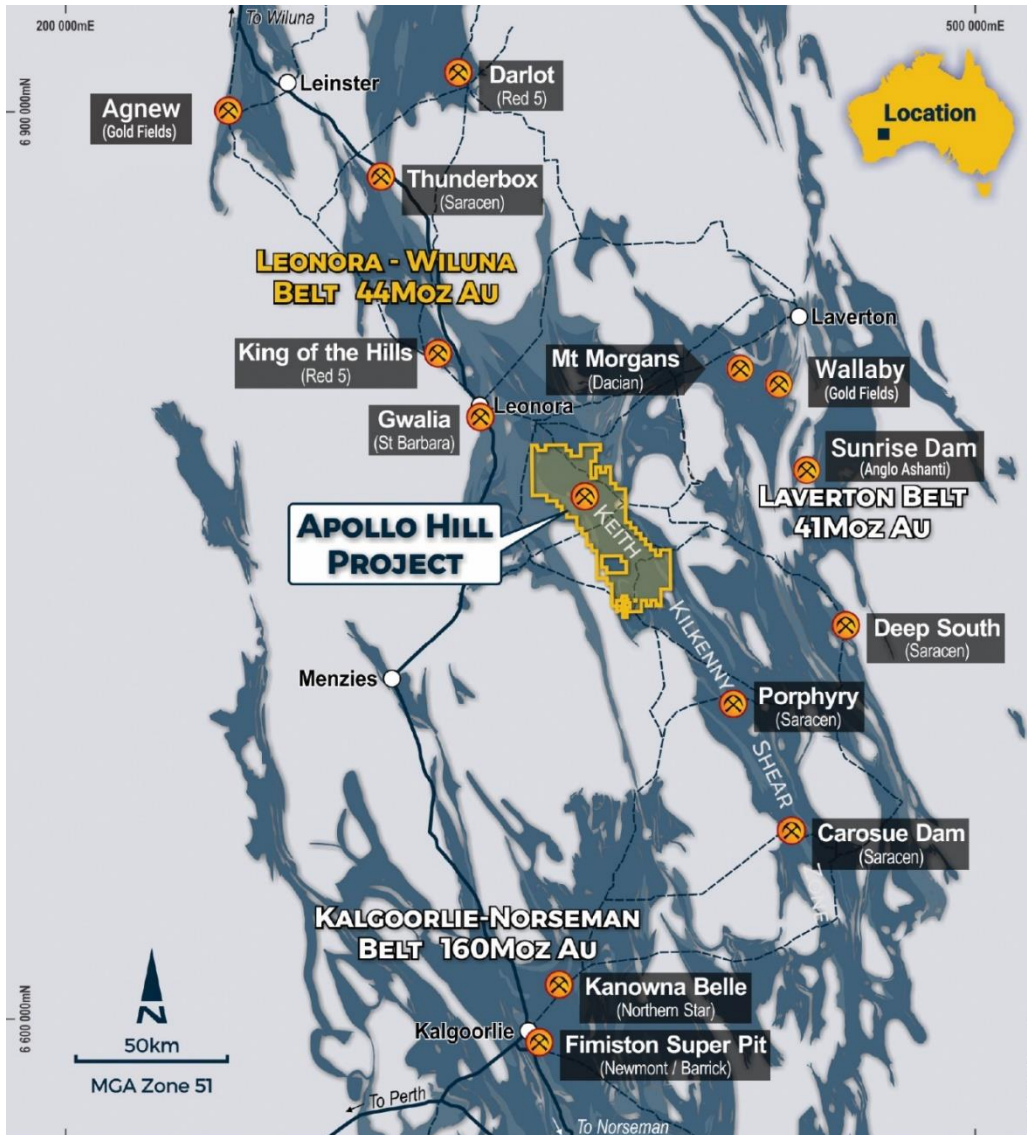 200 000mE
500 000mE
To Wiluna
6 900 000mN
Leinster
Darlot
(Red 5)
Agnew
(Gold Fields)
Location
Thunderbox
(Saracen)
LEONORA - WILUNA
BELT 44MOZ AU
Laverton
King of the Hills
(Red 5)
Mt Morgans
(Dacian)
Wallaby
(Gold Fields)
Leonora
Gwalia
(St Barbara)
Sunrise Dam
(Anglo Ashanti)
LAVERTON BELT
41MOZ AU
APOLLO HILL
PROJECT
KEITH
KILKENNY
SHEAR
ZONE
Deep South
(Saracen)
Menzies
Porphyry
(Saracen)
Carosue Dam
(Saracen)
KALGOORLIE-NORSEMAN
BELT 160MOZ AU
Kanowna Belle
(Northern Star)
6 600 000mN
Kalgoorlie
Fimiston Super Pit
(Newmont / Barrick)
N
50km
MGA Zone 51
To Perth
To Norseman